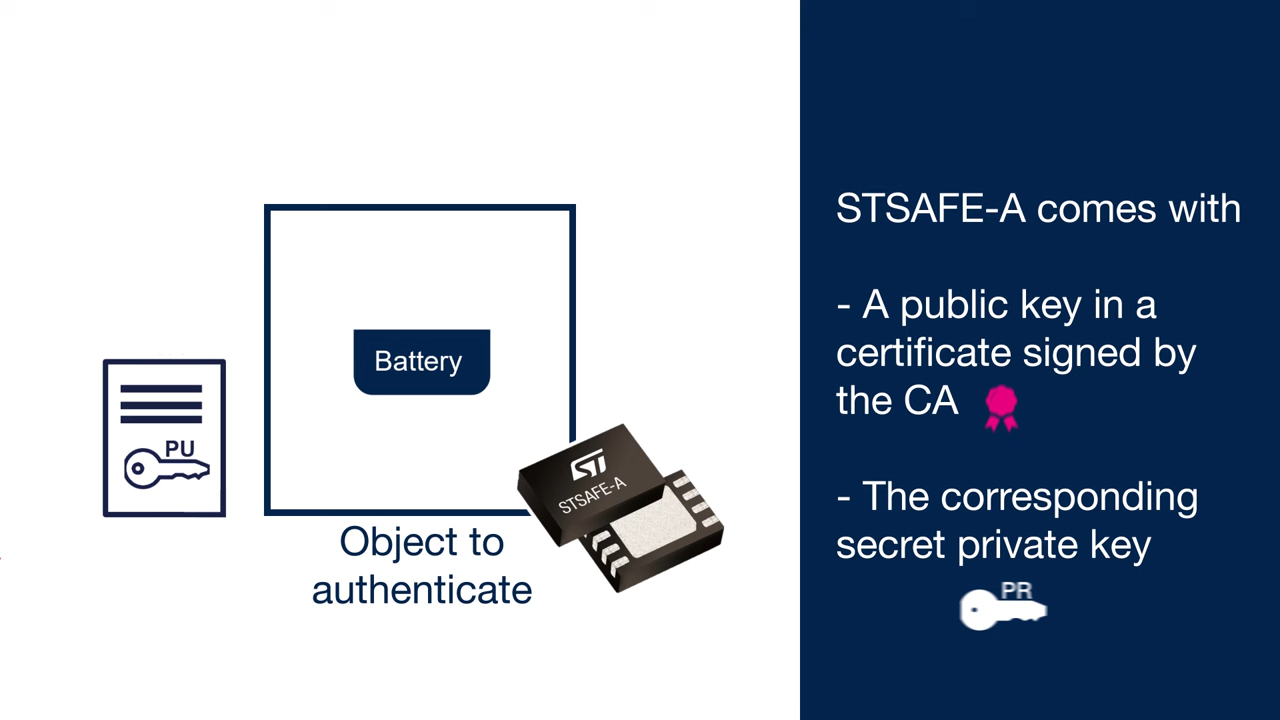 PU
Battery
ST
STSAFE-A
Object to
authenticate
STSAFE-A comes with
- A public key in a
certificate signed by
the CA
- The corresponding
secret private key
PR